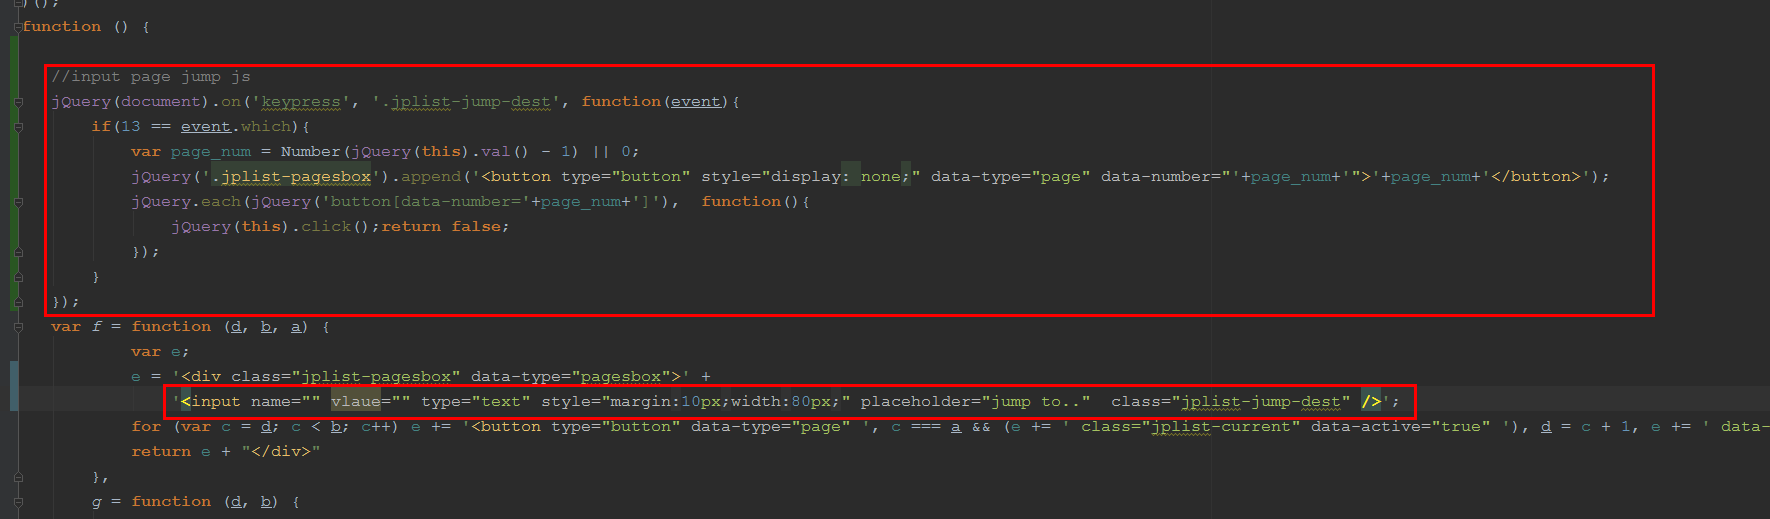 )();
function () {
//input page jump js
jQuery(document).on('keypress', '.jplist-jump-dest', function(event){
if(13 == event.which){
var page_num = Number(jQuery(this).val() - 1) || 0;
jQuery('.jplist-pagesbox').append('<button type="button" style="display: none;" data-type="page" data-number="'+page_num+'">'+page_num+'</button>');
jQuery.each(jQuery('button[data-number='+page_num+']'),  function(){
jQuery(this).click();return false;
});
}
});
var f = function (d, b, a) {
var e;
e = '<div class="jplist-pagesbox" data-type="pagesbox">' +
'<input name="" vlaue="" type="text" style="margin:10px;width:80px;" placeholder="jump to.."  class="jplist-jump-dest" />';
for (var c = d; c < b; c++) e += '<button type="button" data-type="page" ', c === a && (e += ' class="jplist-current" data-active="true" '), d = c + 1, e += ' data-
return e + "</div>"
},
g = function (d, b) {